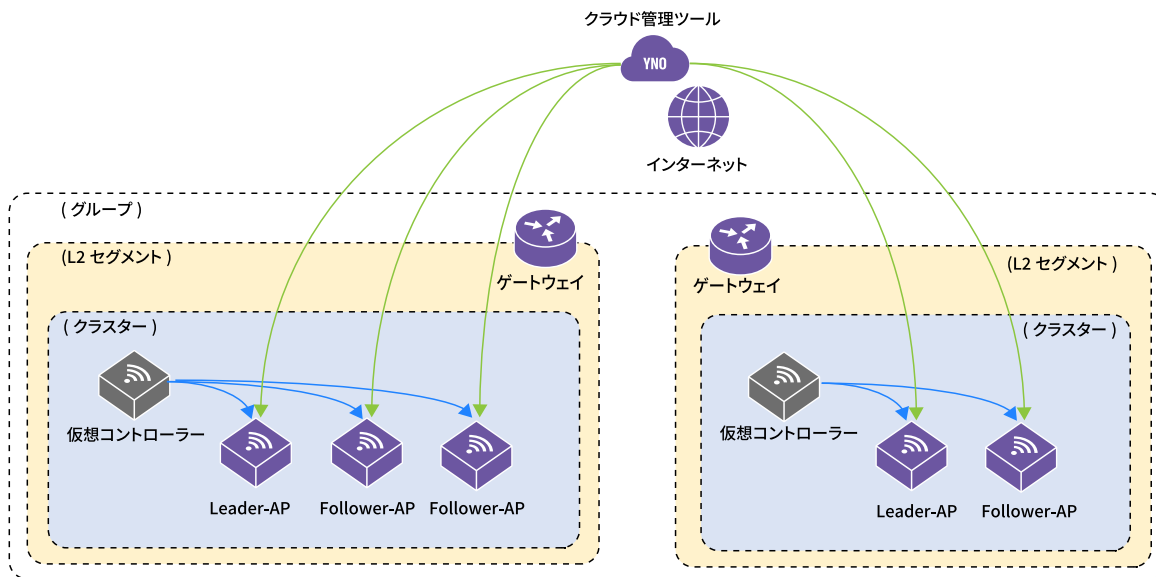 クラウド管理ツール
YNO
インターネット
( グループ )
(L2 セグメント )
ゲートウェイ
( クラスター )
仮想コントローラー
Leader-AP
Follower-AP
Follower-AP
ゲートウェイ
(L2 セグメント )
( クラスター )
仮想コントローラー
Leader-AP
Follower-AP